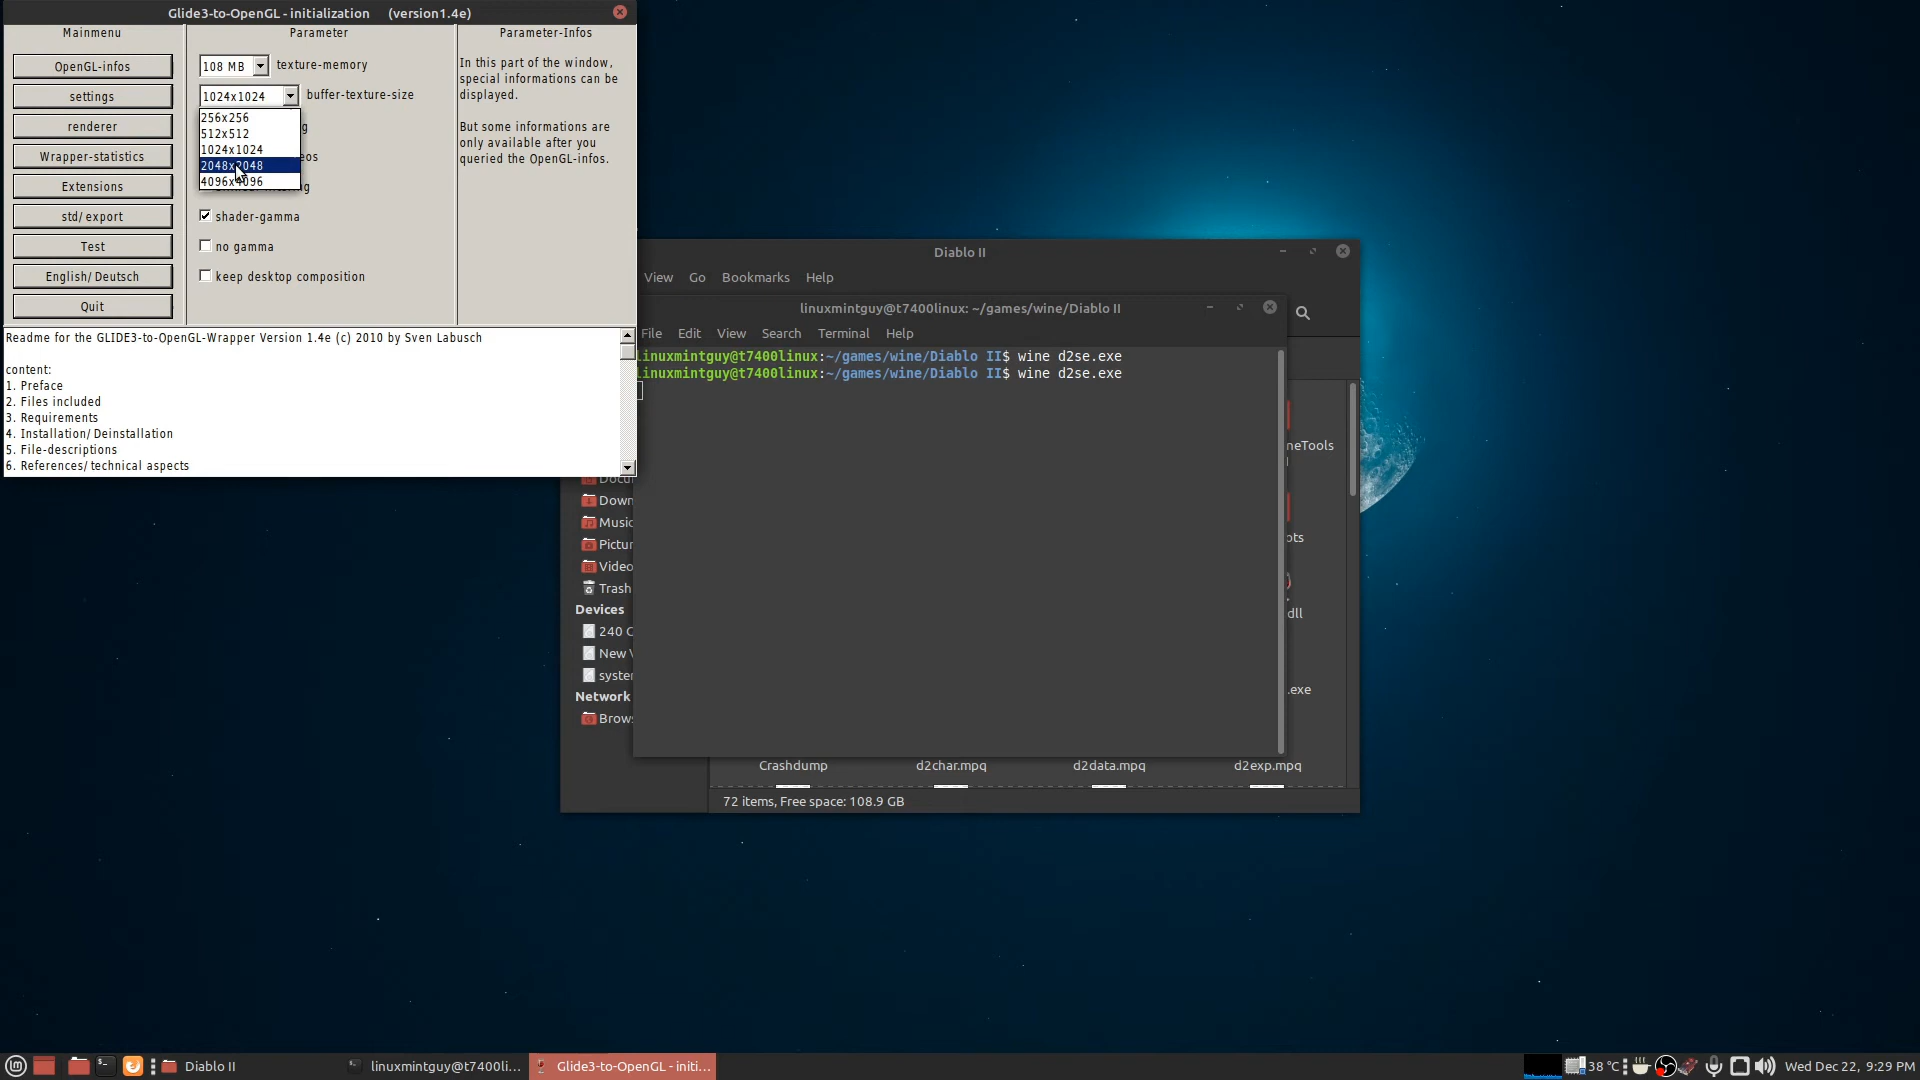 Glide3-to-OpenGL - initialization (version1.4e)
Mainmenu
Parameter
Parameter-Infos
OpenGL-infos
settings
renderer
Wrapper-statistics
Extensions
std/export
Test
English/Deutsch
Quit
108 MB
texture-memory
1024x1024
buffer-texture-size
256x256
512x512
1024x1024
2048x2048
4096x4096
shader-gamma
no gamma
keep desktop composition
In this part of the window,
special informations can be
displayed.
But some informations are
only available after you
queried the OpenGL-infos.
Readme for the GLIDE3-to-OpenGL-Wrapper Version 1.4e (c) 2010 by Sven Labusch
content:
1. Preface
2. Files included
3. Requirements
4. Installation/Deinstallation
5. File-descriptions
6. References/technical aspects
Diablo II
View Go Bookmarks Help
linuxmintguy@t7400linux: ~/games/wine/Diablo II
File Edit View Search Terminal Help
linuxmintguy@t7400linux:~/games/wine/Diablo II$ wine d2se.exe
linuxmintguy@t7400linux:~/games/wine/Diablo II$ wine d2se.exe
Trash
Devices
240
New
Network
Crashdump
d2char.mpq
d2data.mpq
d2exp.mpq
72 items, Free space: 108.9 GB
Diablo II
linuxmintguy@t7400li...
Glide3-to-OpenGL - initi...
38 °C
Wed Dec 22, 9:29 PM